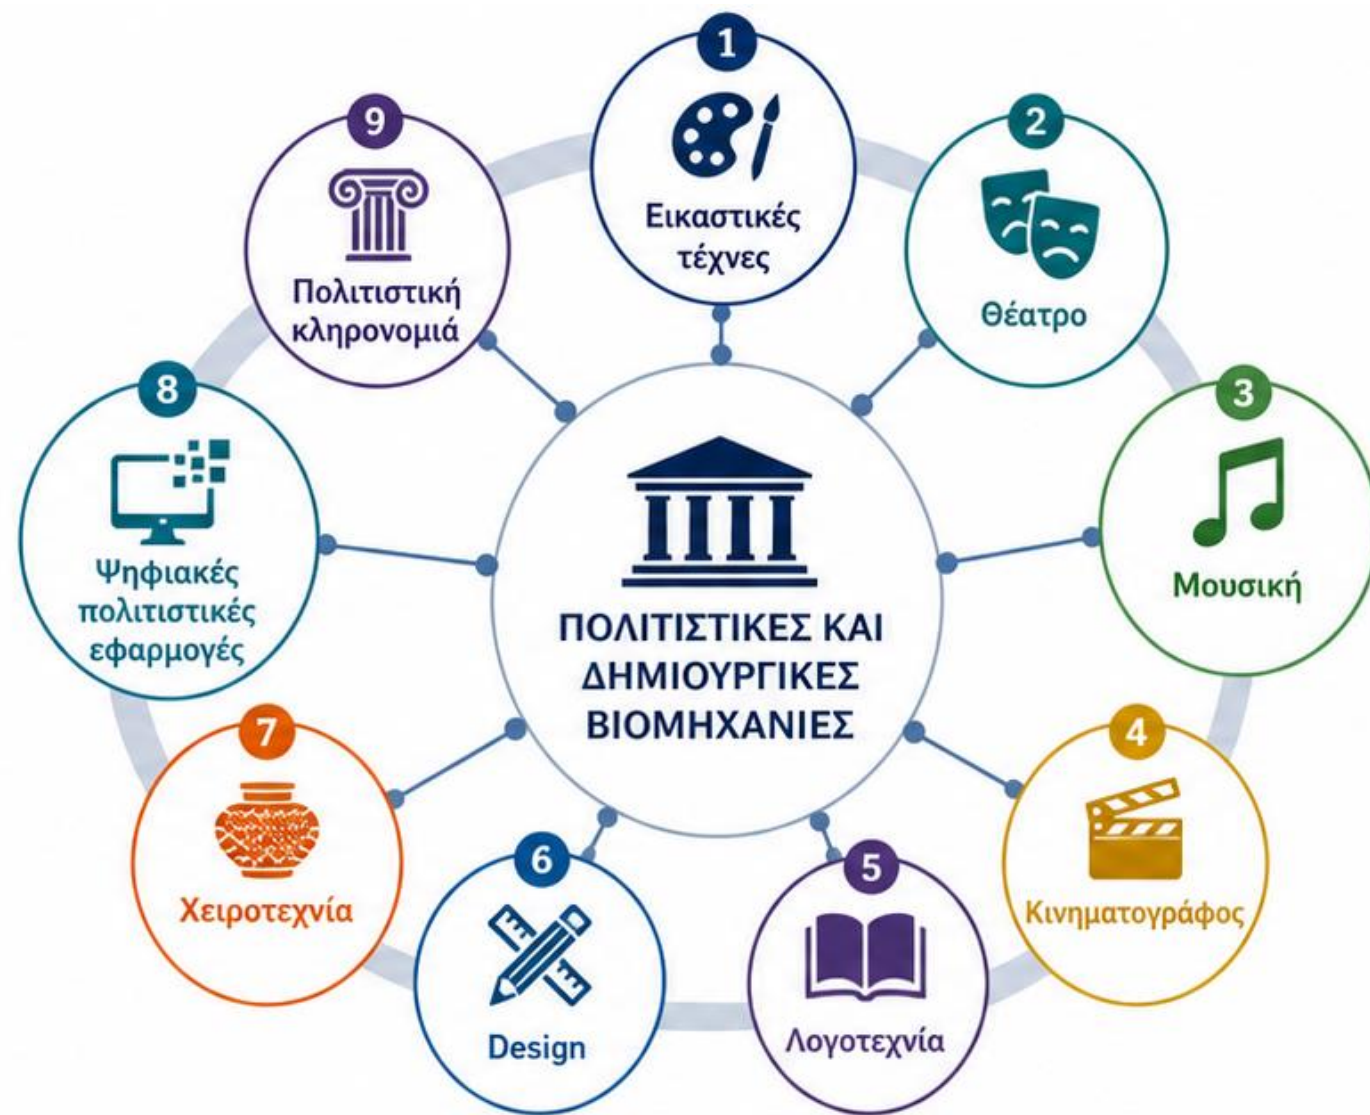 1
Εικαστικές
τέχνες
2
Θέατρο
3
Μουσική
4
Κινηματογράφος
5
Λογοτεχνία
6
Design
7
Χειροτεχνία
8
Ψηφιακές
πολιτιστικές
εφαρμογές
9
Πολιτιστική
κληρονομιά
ΠΟΛΙΤΙΣΤΙΚΕΣ ΚΑΙ
ΔΗΜΙΟΥΡΓΙΚΕΣ
ΒΙΟΜΗΧΑΝΙΕΣ